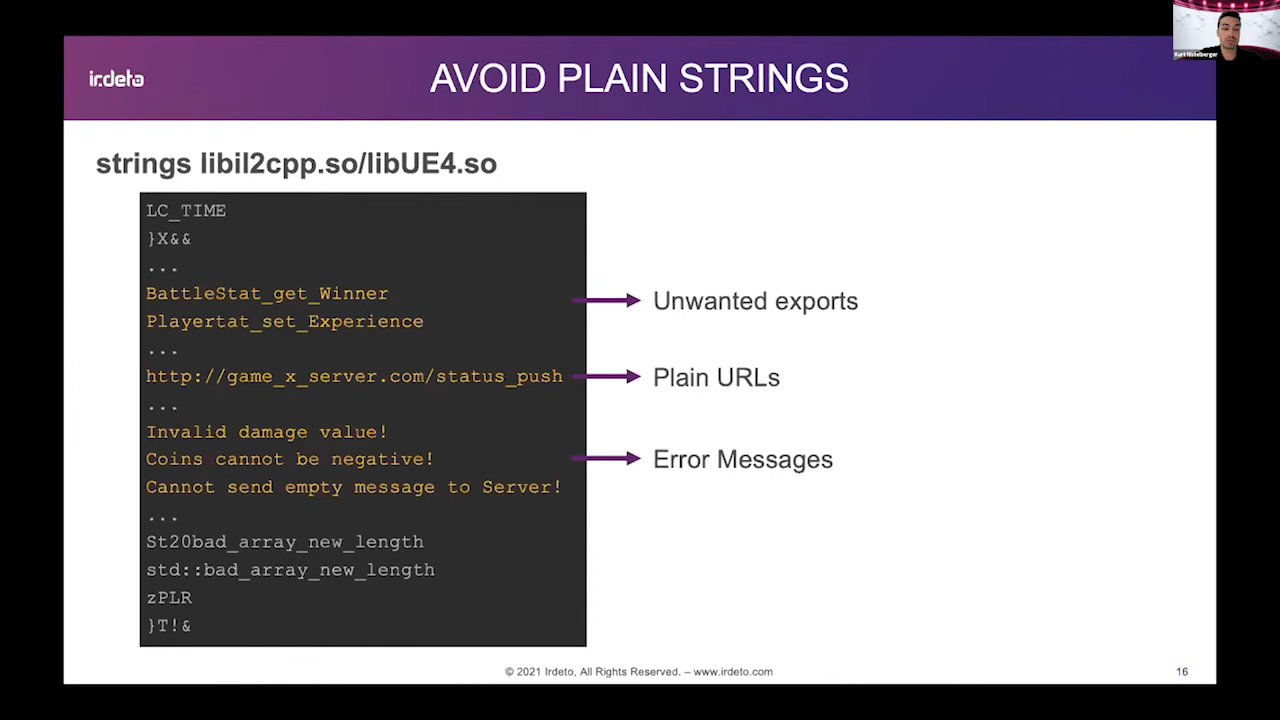 Kurt Nistelberger
irdeto
AVOID PLAIN STRINGS
strings libil2cpp.so/libUE4.so
LC_TIME
}X&&
...
BattleStat_get_Winner
Playertat_set_Experience
...
http://game_x_server.com/status_push
...
Invalid damage value!
Coins cannot be negative!
Cannot send empty message to Server!
...
St20bad_array_new_length
std::bad_array_new_length
zPLR
}T!&
Unwanted exports
Plain URLs
Error Messages
© 2021 Irdeto, All Rights Reserved. – www.irdeto.com
16